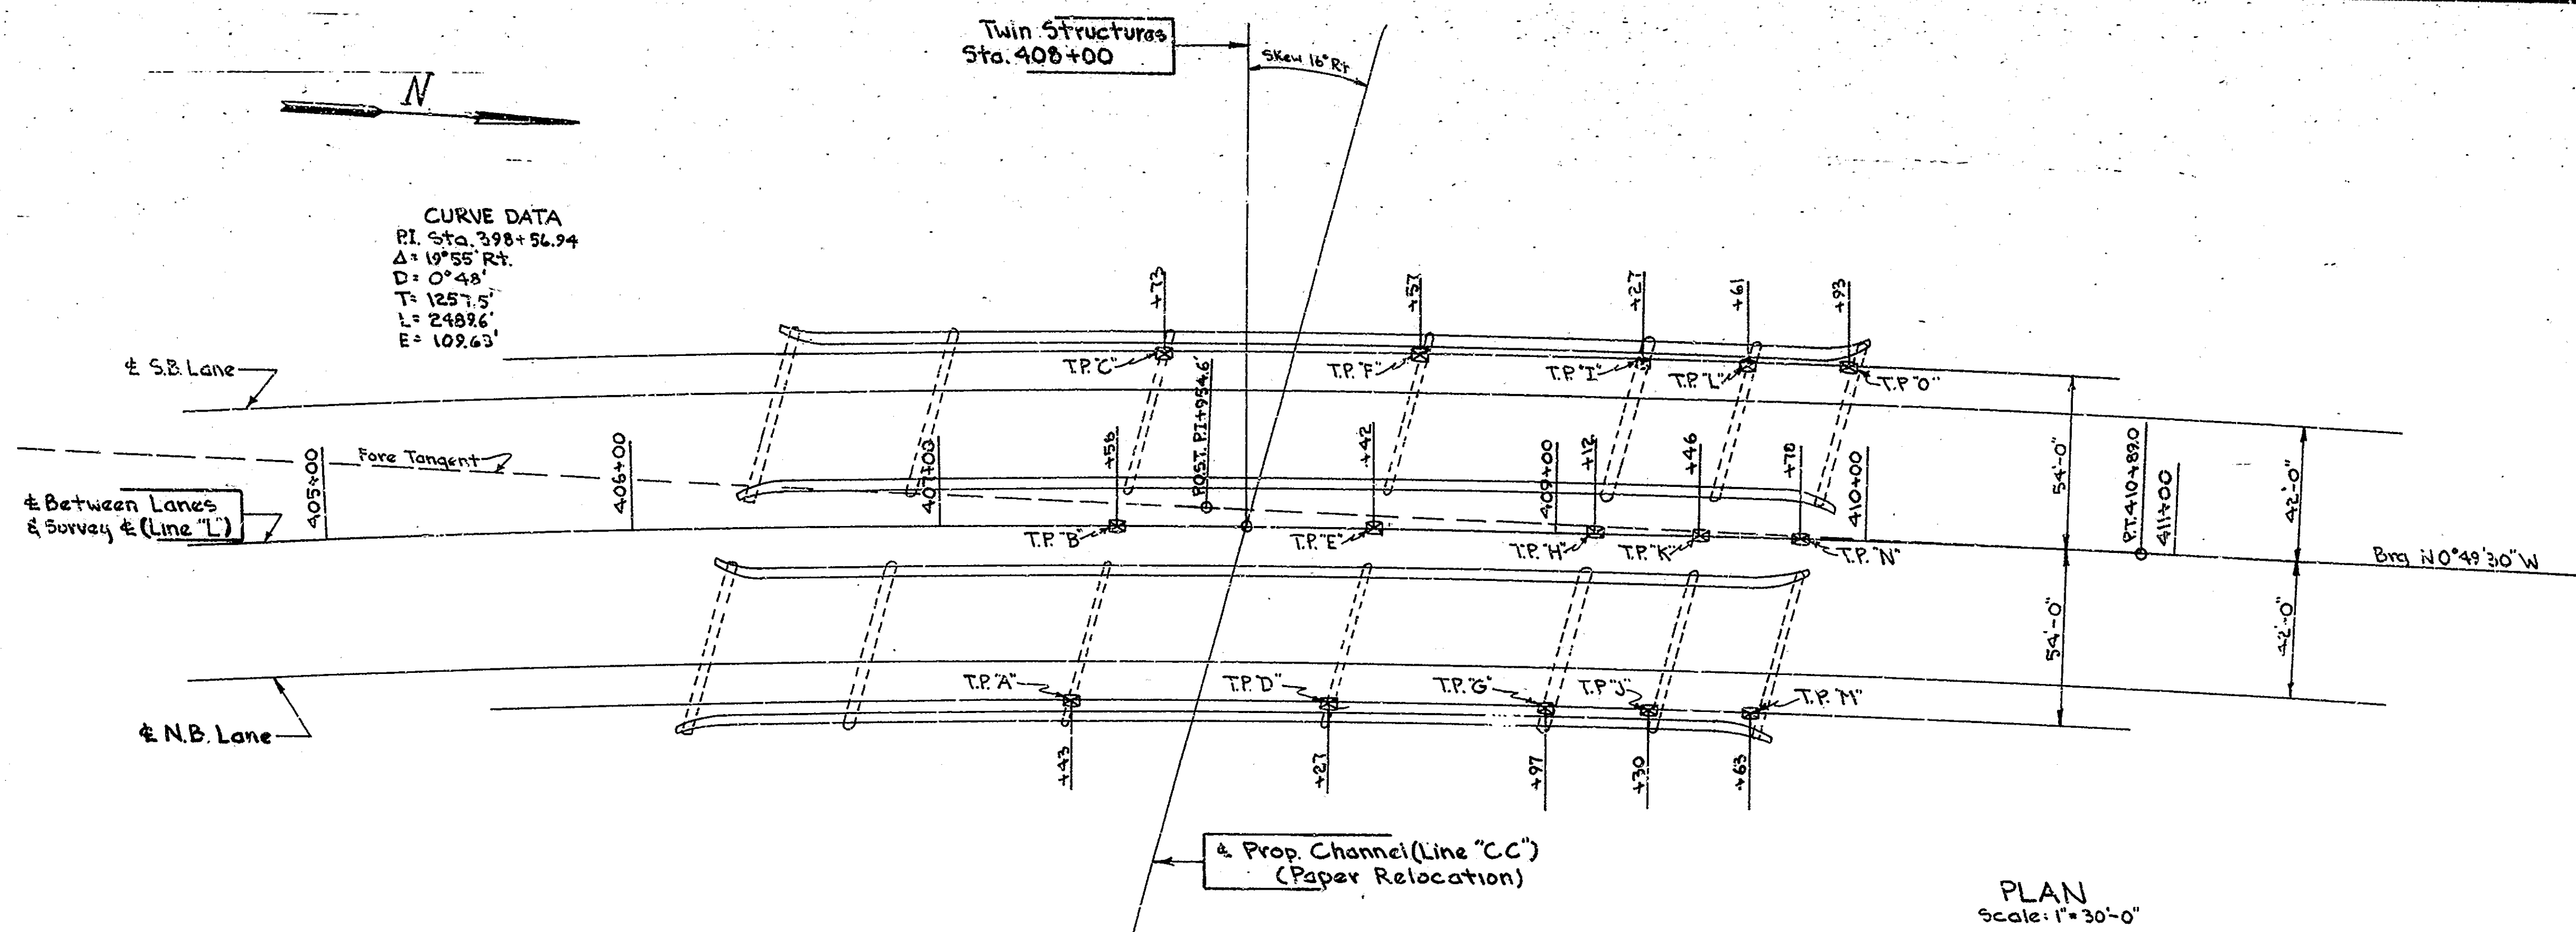 Twin Structures
Sta. 408+00
Skew 16° Rt
N
CURVE DATA
P.I. Sta. 398+56.94
Δ= 19°55' Rt.
D= 0°48'
T= 1257.5'
L= 2489.6'
E= 109.63'
+73
+57
+27
+61
+93
℄ S.B. Lane
T.P. "C"
T.P. "F"
T.P. "I"
T.P. "L"
T.P. "O"
P.O.S.T. P.I.+954.6'
Fore Tangent
405+00
406+00
407+00
+58
+42
409+00
+12
+46
+78
410+00
54'-0"
P.T. 410+89.0
411+00
42'-0"
℄ Between Lanes
& Survey ℄ (Line "L")
T.P. "B"
T.P. "E"
T.P. "H"
T.P. "K"
T.P. "N"
Brg N 0°49'30" W
54'-0"
42'-0"
T.P. "A"
T.P. "D"
T.P. "G"
T.P. "J"
T.P. "M"
℄ N.B. Lane
+43
+27
+97
+30
+63
℄ Prop. Channel (Line "CC")
(Paper Relocation)
PLAN
Scale: 1"=30'-0"